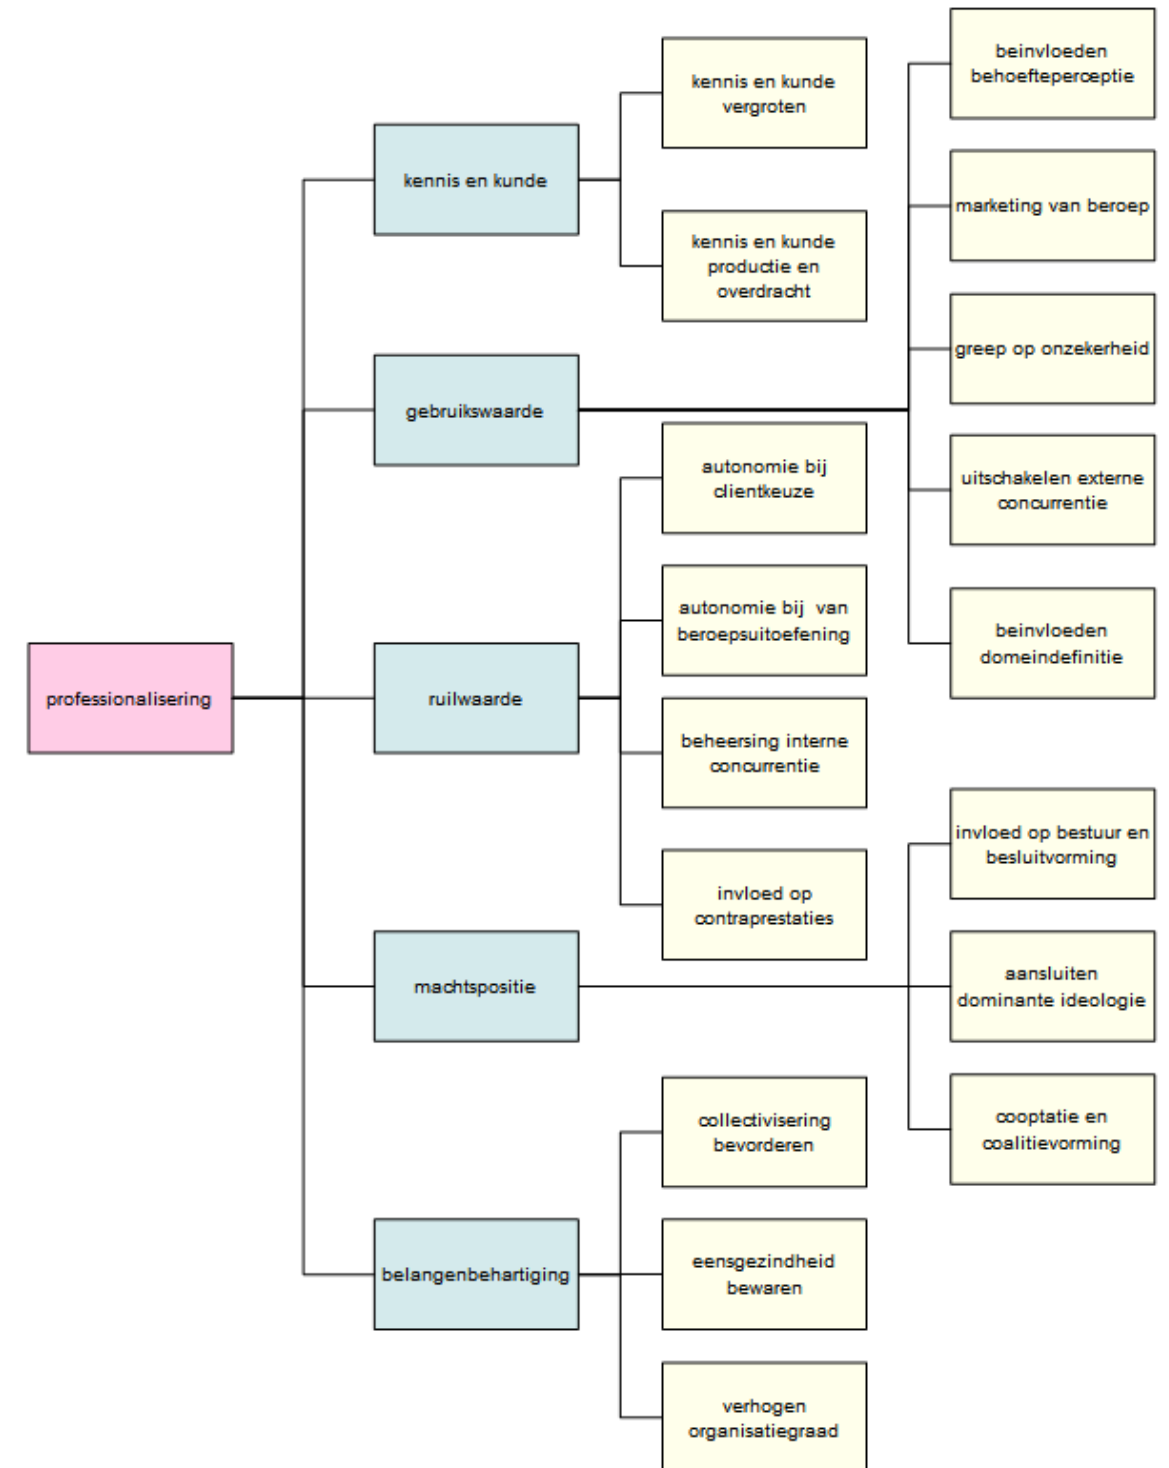 professionalisering
kennis en kunde
kennis en kunde
vergroten
kennis en kunde
productie en
overdracht
gebruikswaarde
beinvloeden
behoefteperceptie
marketing van beroep
greep op onzekerheid
uitschakelen externe
concurrentie
beinvloeden
domeindefinitie
ruilwaarde
autonomie bij
clientkeuze
autonomie bij  van
beroepsuitoefening
beheersing interne
concurrentie
invloed op
contraprestaties
machtspositie
invloed op bestuur en
besluitvorming
aansluiten
dominante ideologie
cooptatie en
coalitievorming
belangenbehartiging
collectivisering
bevorderen
eensgezindheid
bewaren
verhogen
organisatiegraad